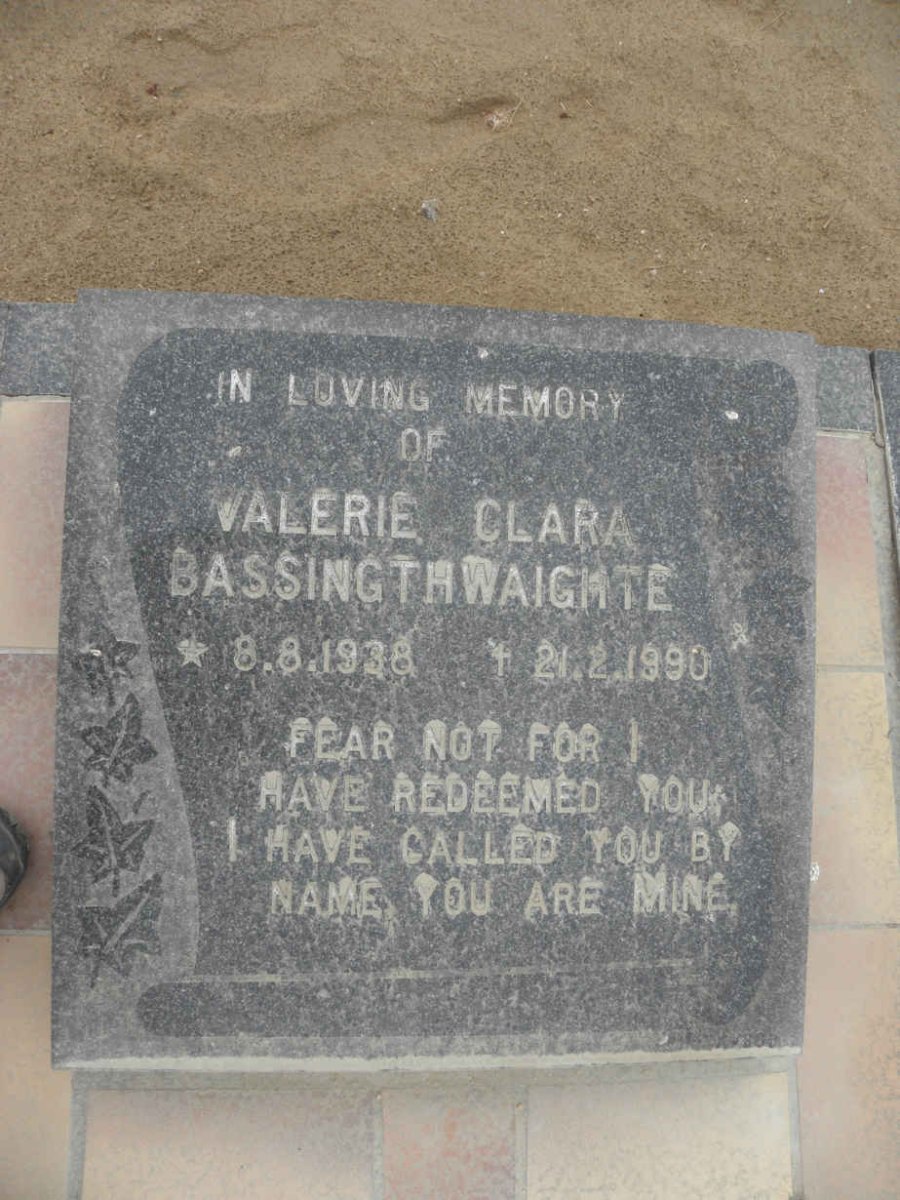 IN LOVING MEMORY
OF
VALERIE CLARA
BASSINGTHWAIGHTE
★ 8.8.1938 ✝ 21.2.1990
FEAR NOT FOR I
HAVE REDEEMED YOU;
I HAVE CALLED YOU BY
NAME, YOU ARE MINE.